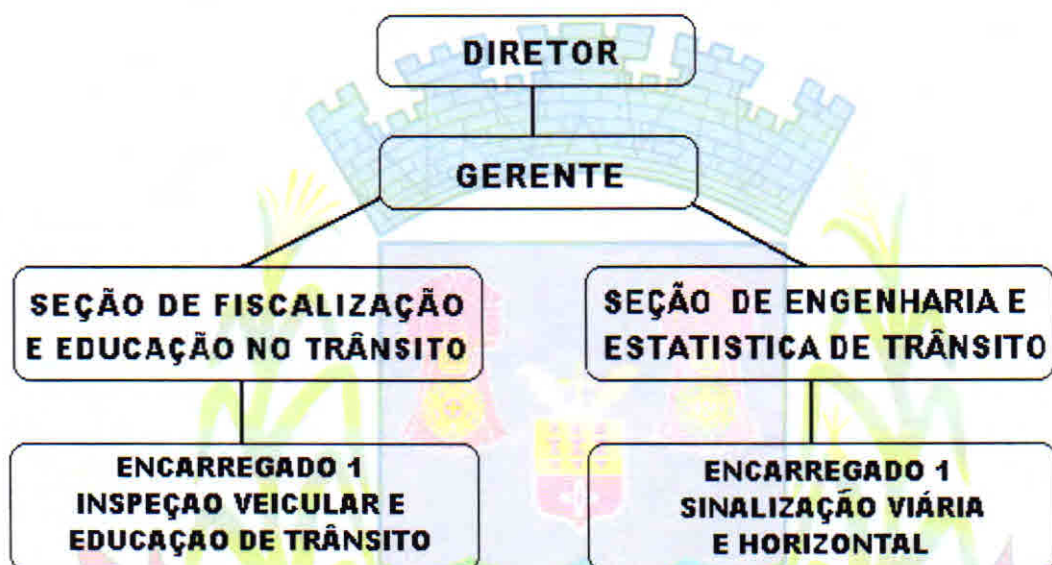 DIRETOR
GERENTE
SEÇÃO DE FISCALIZAÇÃO
E EDUCAÇÃO NO TRÂNSITO
SEÇÃO DE ENGENHARIA E
ESTATISTICA DE TRÂNSITO
ENCARREGADO 1
INSPEÇAO VEICULAR E
EDUCAÇAO DE TRÂNSITO
ENCARREGADO 1
SINALIZAÇÃO VIÁRIA
E HORIZONTAL